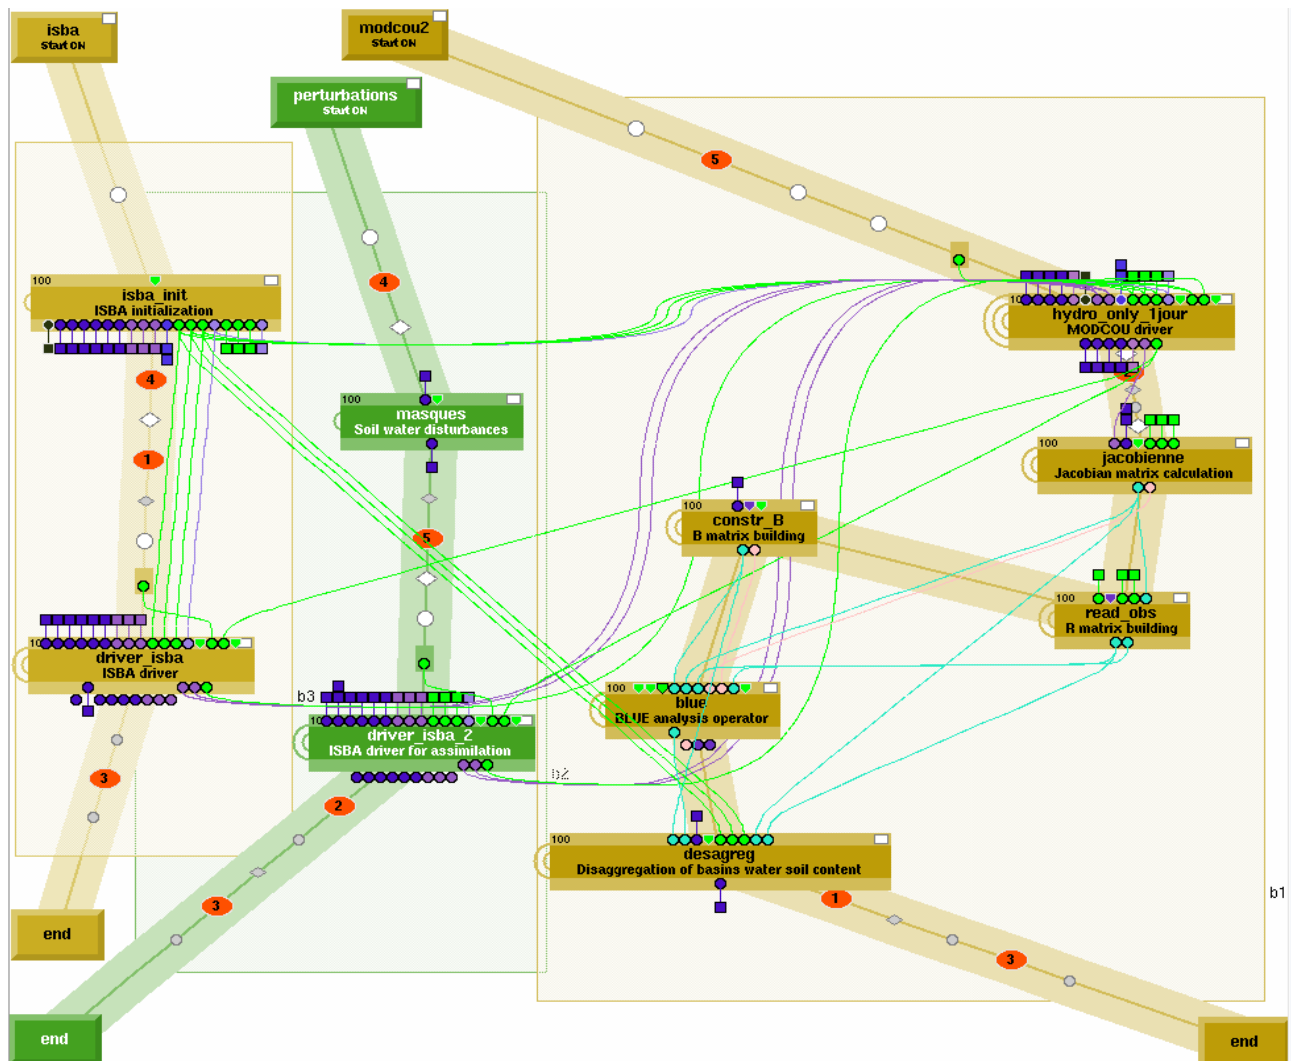 isba
Start ON
modcou2
Start ON
perturbations
Start ON
5
4
100
isba_init
ISBA initialization
hydro_only_1jour
MODCOU driver
4
100
masques
Soil water disturbances
1
100
jacobienne
Jacobian matrix calculation
100
constr_B
B matrix building
5
100
read_obs
R matrix building
driver_isba
ISBA driver
b3
100
blue
BLUE analysis operator
driver_isba_2
ISBA driver for assimilation
b2
3
2
100
desagreg
Disaggregation of basins water soil content
b1
1
3
end
3
end
end